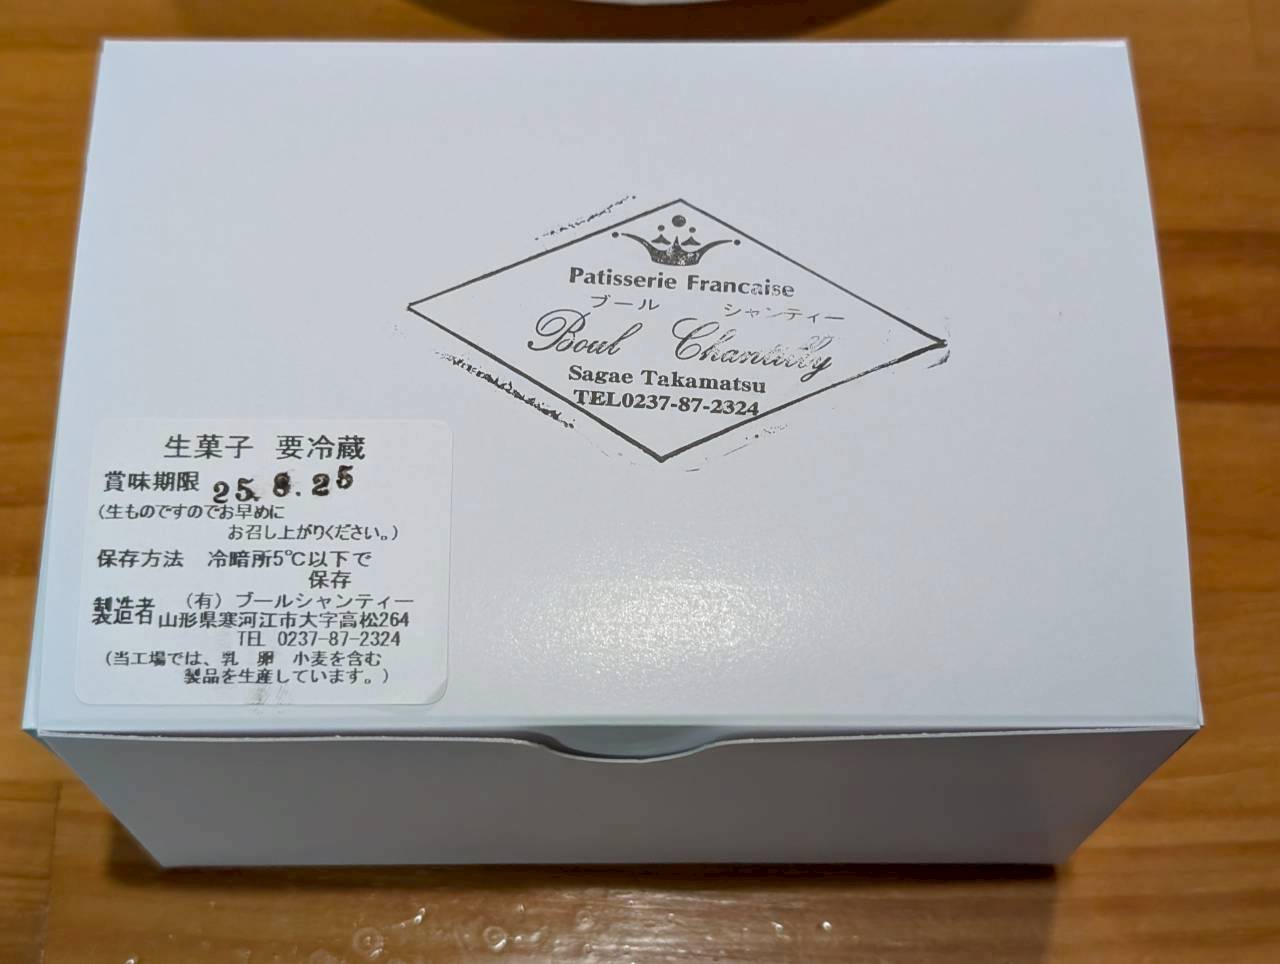 Patisserie Francaise
ブール シャンティー
Boul Chantilly
Sagae Takamatsu
TEL0237-87-2324
生菓子 要冷蔵
賞味期限 25.8.25
(生ものですのでお早めに
お召し上がりください。)
保存方法 冷暗所5℃以下で
保存
製造者 (有) ブールシャンティー
山形県寒河江市大字高松264
TEL 0237-87-2324
(当工場では、乳 卵 小麦を含む
製品を生産しています。)